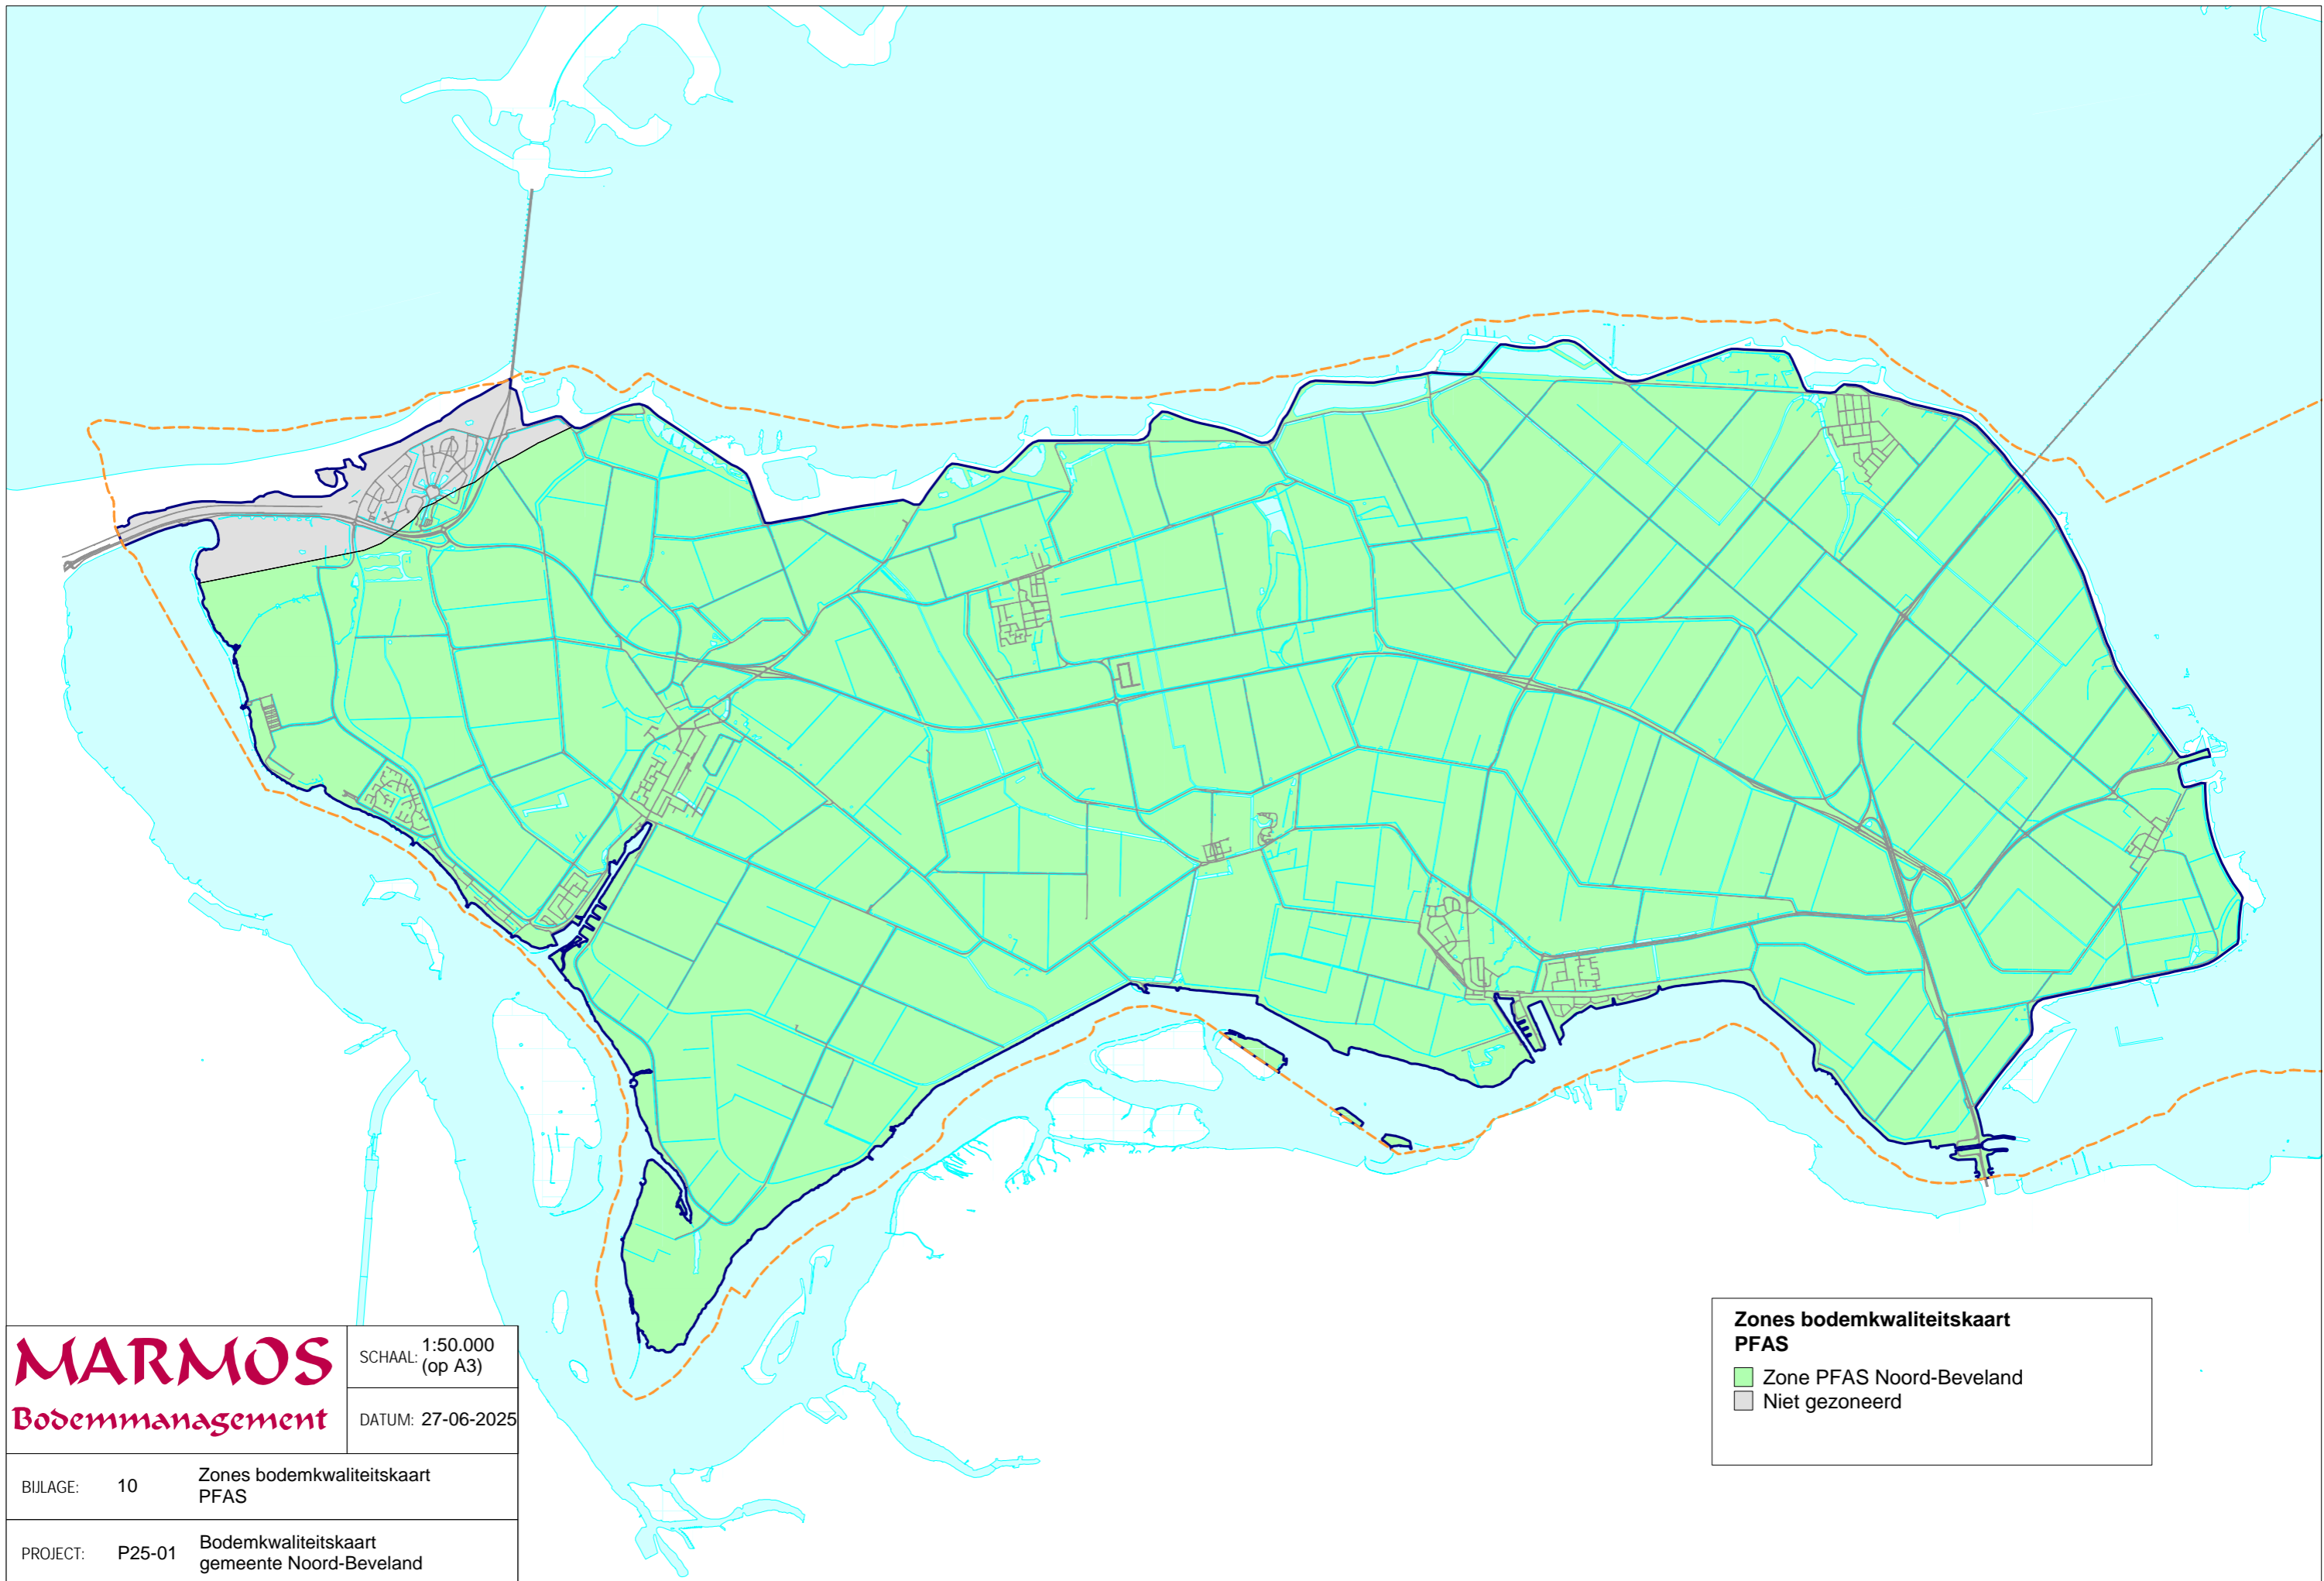 Zones bodemkwaliteitskaart
PFAS
Zone PFAS Noord-Beveland
Niet gezoneerd
MARMOS
Bodemmanagement
SCHAAL: 1:50.000
(op A3)
DATUM: 27-06-2025
BIJLAGE: 10 Zones bodemkwaliteitskaart
PFAS
PROJECT: P25-01 Bodemkwaliteitskaart
gemeente Noord-Beveland